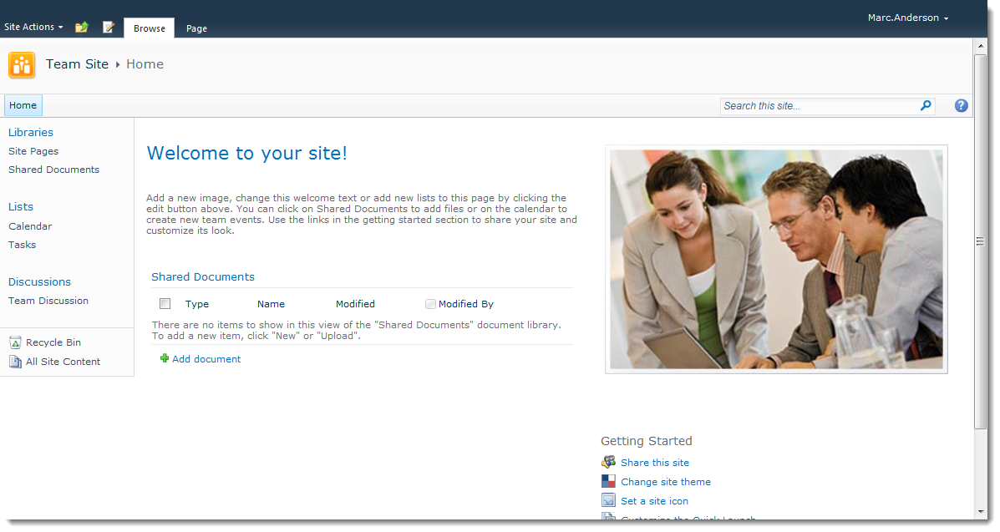 Site Actions
Browse
Page
Marc.Anderson
Team Site
Home
Home
Search this site...
Libraries
Site Pages
Shared Documents
Lists
Calendar
Tasks
Discussions
Team Discussion
Recycle Bin
All Site Content
Welcome to your site!
Add a new image, change this welcome text or add new lists to this page by clicking the
edit button above. You can click on Shared Documents to add files or on the calendar to
create new team events. Use the links in the getting started section to share your site and
customize its look.
Shared Documents
Type Name Modified Modified By
There are no items to show in this view of the "Shared Documents" document library.
To add a new item, click "New" or "Upload".
Add document
Getting Started
Share this site
Change site theme
Set a site icon
Customize the Quick Launch